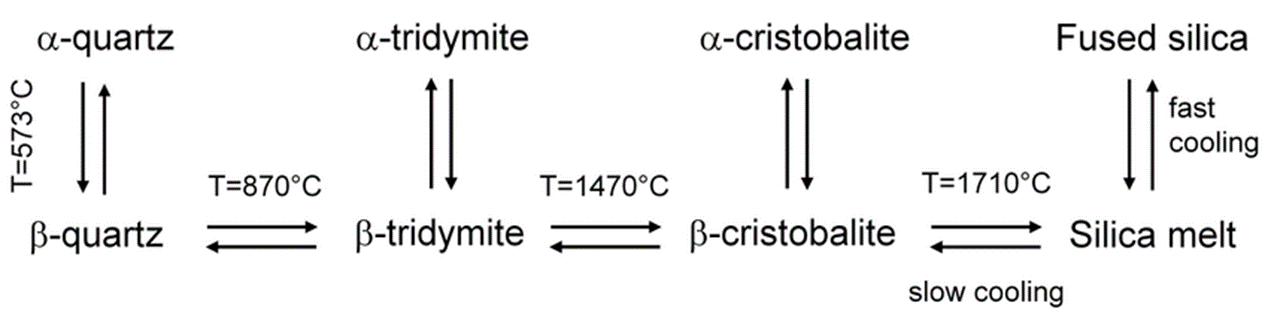 α-quartz
α-tridymite
α-cristobalite
Fused silica
T=573°C
fast
cooling
T=870°C
T=1470°C
T=1710°C
β-quartz
β-tridymite
β-cristobalite
Silica melt
slow cooling